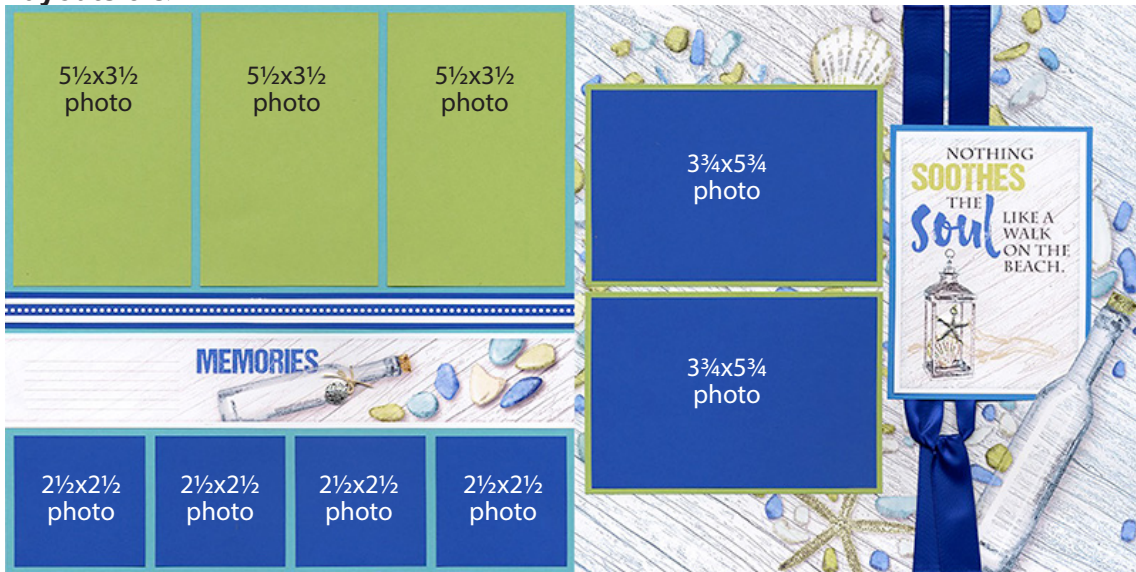 5½x3½
photo
5½x3½
photo
5½x3½
photo
MEMORIES
2½x2½
photo
2½x2½
photo
2½x2½
photo
2½x2½
photo
3¾x5¾
photo
3¾x5¾
photo
NOTHING
SOOTHES
THE
Soul
LIKE A
WALK
ON THE
BEACH.